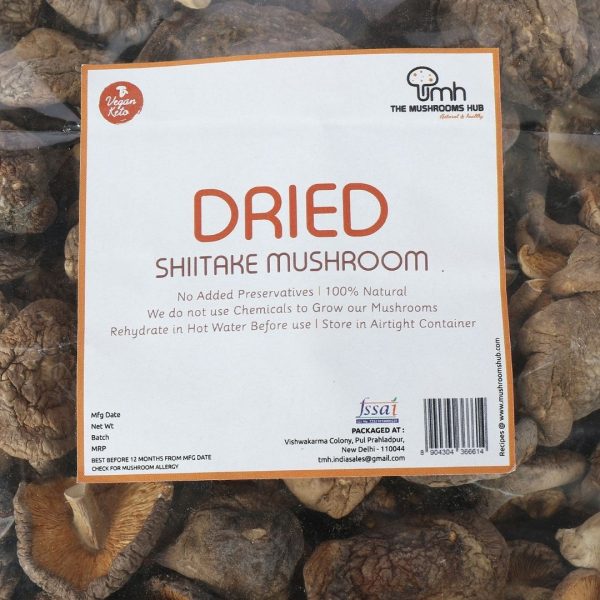 Vegan
Keto
tmh
THE MUSHROOMS HUB
Natural & healthy
DRIED
SHIITAKE MUSHROOM
No Added Preservatives | 100% Natural
We do not use Chemicals to Grow our Mushrooms
Rehydrate in Hot Water Before use | Store in Airtight Container
Mfg Date
Net Wt
Batch
MRP
BEST BEFORE 12 MONTHS FROM MFG DATE
CHECK FOR MUSHROOM ALLERGY
fssai
PACKAGED AT :
Vishwakarma Colony, Pul Prahladpur,
New Delhi - 110044
tmh.indiasales@gmail.com
8 904304 366614
Recipes @ www.mushroomshub.com